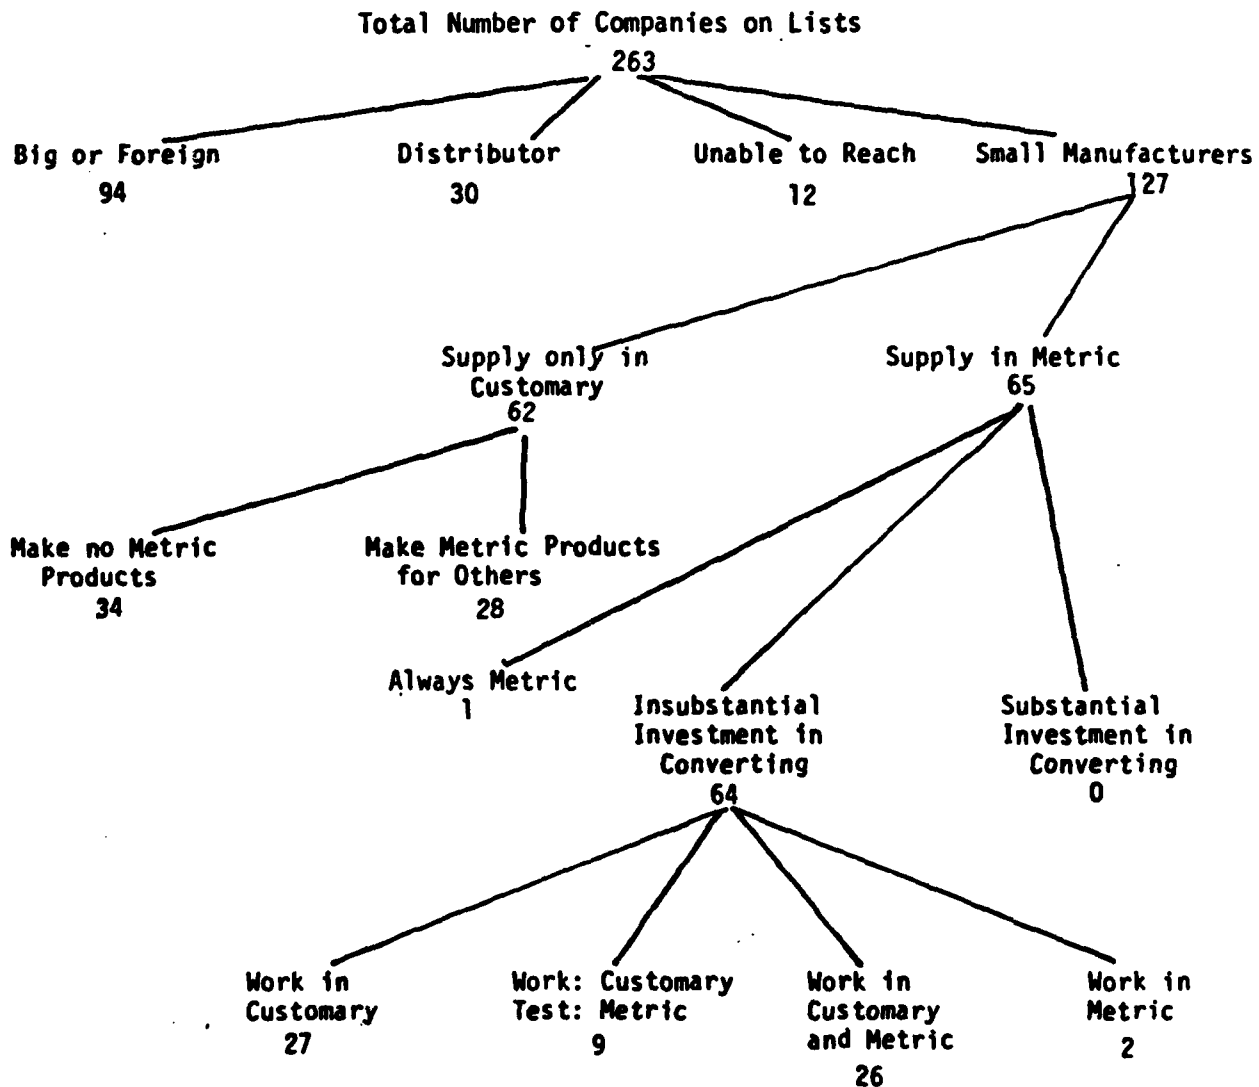 Total Number of Companies on Lists
263
Big or Foreign
94
Distributor
30
Unable to Reach
12
Small Manufacturers
127
Supply only in
Customary
62
Supply in Metric
65
Make no Metric
Products
34
Make Metric Products
for Others
28
Always Metric
1
Insubstantial
Investment in
Converting
64
Substantial
Investment in
Converting
0
Work in
Customary
27
Work: Customary
Test: Metric
9
Work in
Customary
and Metric
26
Work in
Metric
2